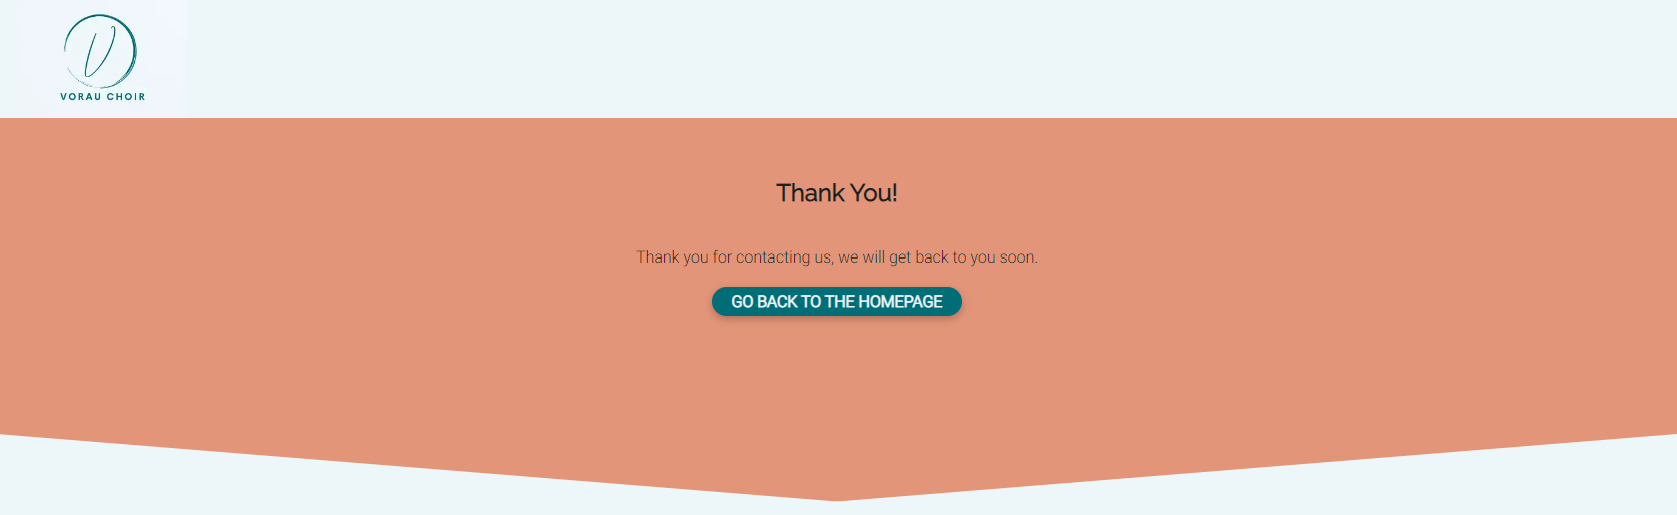 V
VORAU CHOIR
Thank You!
Thank you for contacting us, we will get back to you soon.
GO BACK TO THE HOMEPAGE